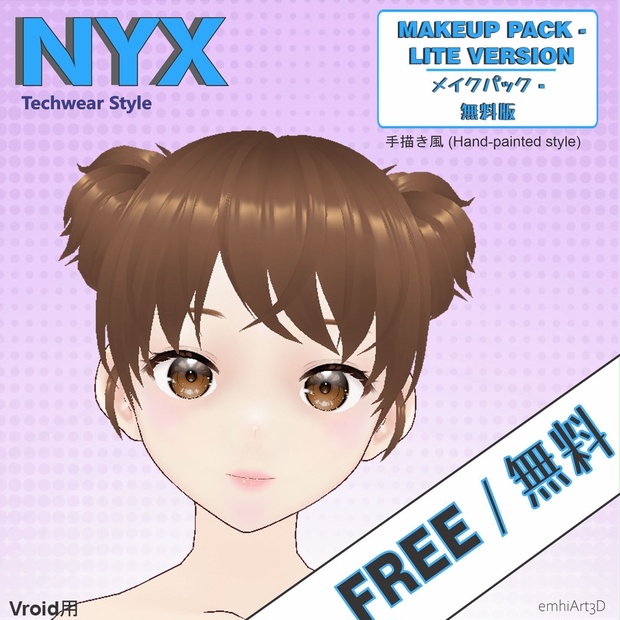 NYX
Techwear Style
MAKEUP PACK -
LITE VERSION
メイクパック -
無料版
手描き風 (Hand-painted style)
FREE / 無料
Vroid用
emhiArt3D